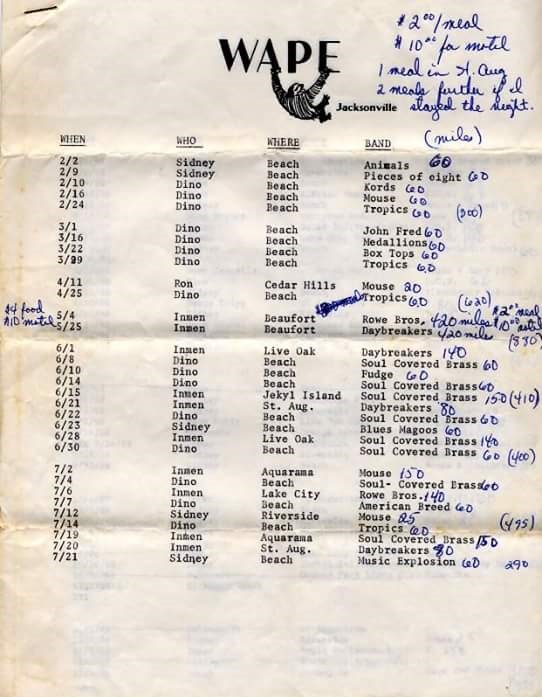 $2.00/meal
$10.00 for motel
1 meal in St. Aug
2 meals further if I
stayed the night.
WAPE
Jacksonville
(miles)
WHEN WHO WHERE BAND
2/2 Sidney Beach Animals 60
2/9 Sidney Beach Pieces of eight 60
2/10 Dino Beach Kords 60
2/16 Dino Beach Mouse 60
2/24 Dino Beach Tropics 60 (300)
3/1 Dino Beach John Fred 60
3/16 Dino Beach Medallions 60
3/22 Dino Beach Box Tops 60
3/29 Dino Beach Tropics 60
4/11 Ron Cedar Hills Mouse 20
4/25 Dino Beach Tropics 60 (620)
$4 food 5/4 Inmen Beaufort Rowe Bros. 420 miles $2.00 meal
$10 motel 5/25 Inmen Beaufort Daybreakers 420 mile $10.00 motel
(830)
6/1 Inmen Live Oak Daybreakers 140
6/8 Dino Beach Soul Covered Brass 60
6/10 Dino Beach Fudge 60
6/14 Dino Beach Soul Covered Brass 60
6/15 Inmen Jekyl Island Soul Covered Brass 150 (410)
6/21 Inmen St. Aug. Daybreakers 80
6/22 Dino Beach Soul Covered Brass 60
6/23 Sidney Beach Blues Magoos 60
6/28 Inmen Live Oak Soul Covered Brass 140
6/30 Dino Beach Soul Covered Brass 60 (400)
7/2 Inmen Aquarama Mouse 150
7/4 Dino Beach Soul- Covered Brass 60
7/6 Inmen Lake City Rowe Bros. 140
7/7 Dino Beach American Breed 60
7/12 Sidney Riverside Mouse 25
7/14 Dino Beach Tropics 60 (495)
7/19 Inmen Aquarama Soul Covered Brass 150
7/20 Inmen St. Aug. Daybreakers 80
7/21 Sidney Beach Music Explosion 60 290